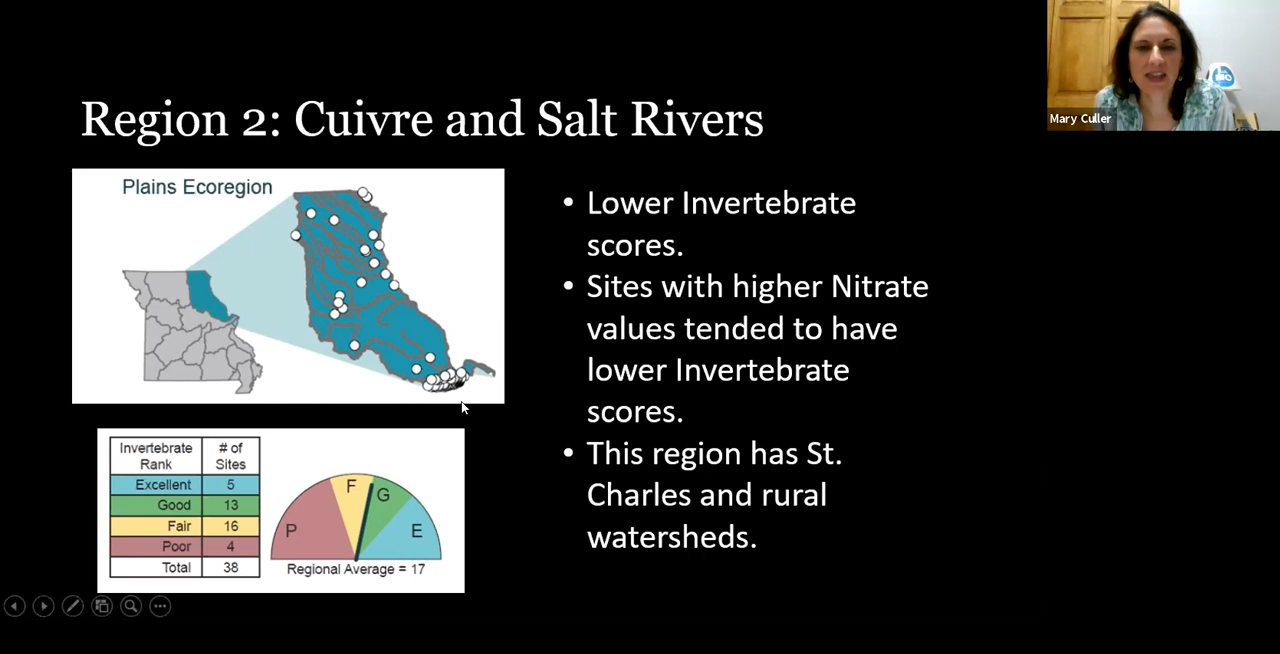 Region 2: Cuivre and Salt Rivers
Mary Culler
Plains Ecoregion
• Lower Invertebrate
scores.
• Sites with higher Nitrate
values tended to have
lower Invertebrate
scores.
• This region has St.
Charles and rural
watersheds.
Invertebrate Rank # of Sites
Excellent 5
Good 13
Fair 16
Poor 4
Total 38
P
F
G
E
Regional Average = 17